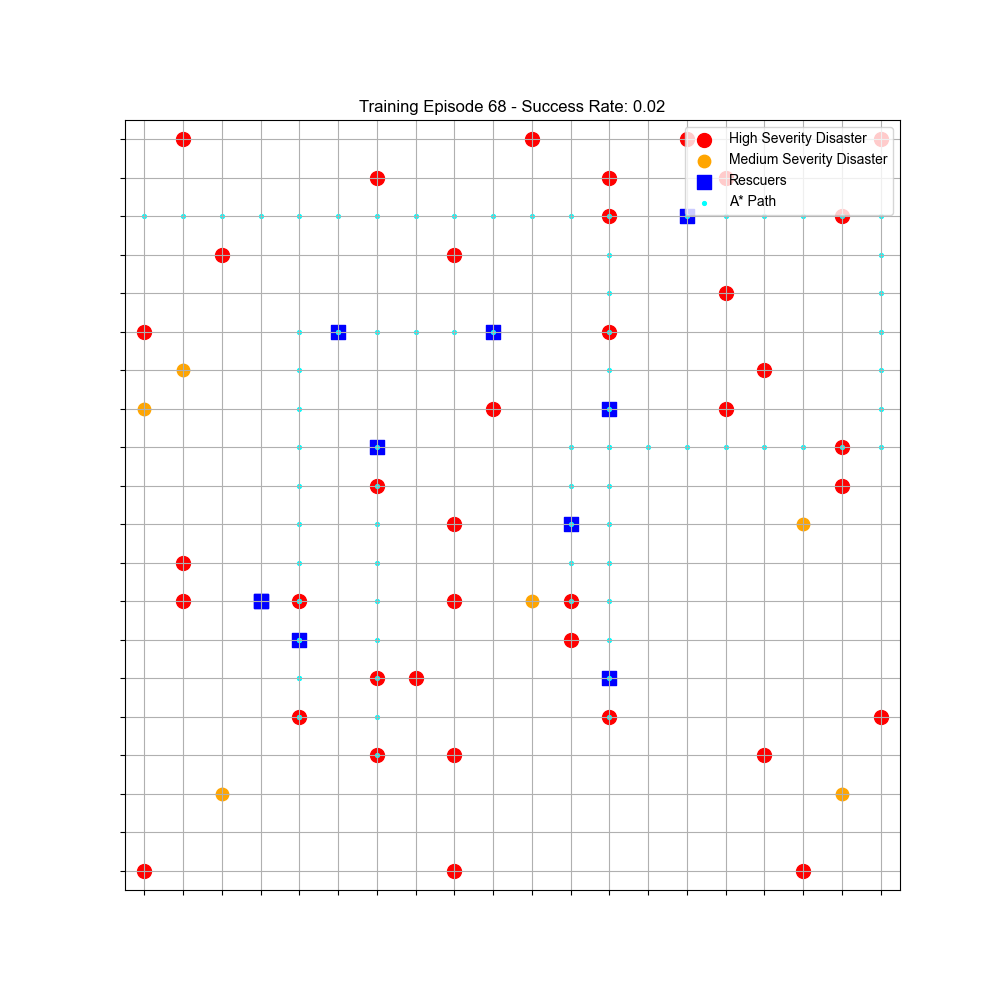 Training Episode 68 - Success Rate: 0.02
High Severity Disaster
Medium Severity Disaster
Rescuers
A* Path